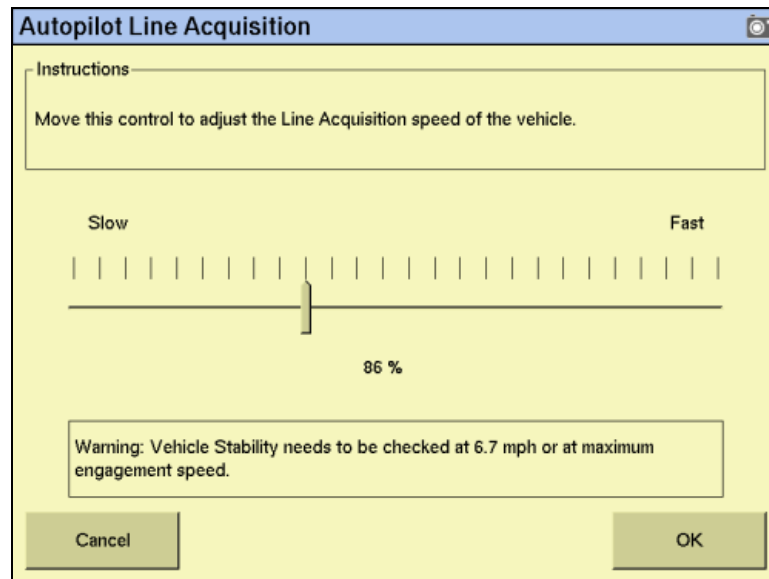 Autopilot Line Acquisition
Instructions
Move this control to adjust the Line Acquisition speed of the vehicle.
Slow
Fast
86 %
Warning: Vehicle Stability needs to be checked at 6.7 mph or at maximum
engagement speed.
Cancel
OK